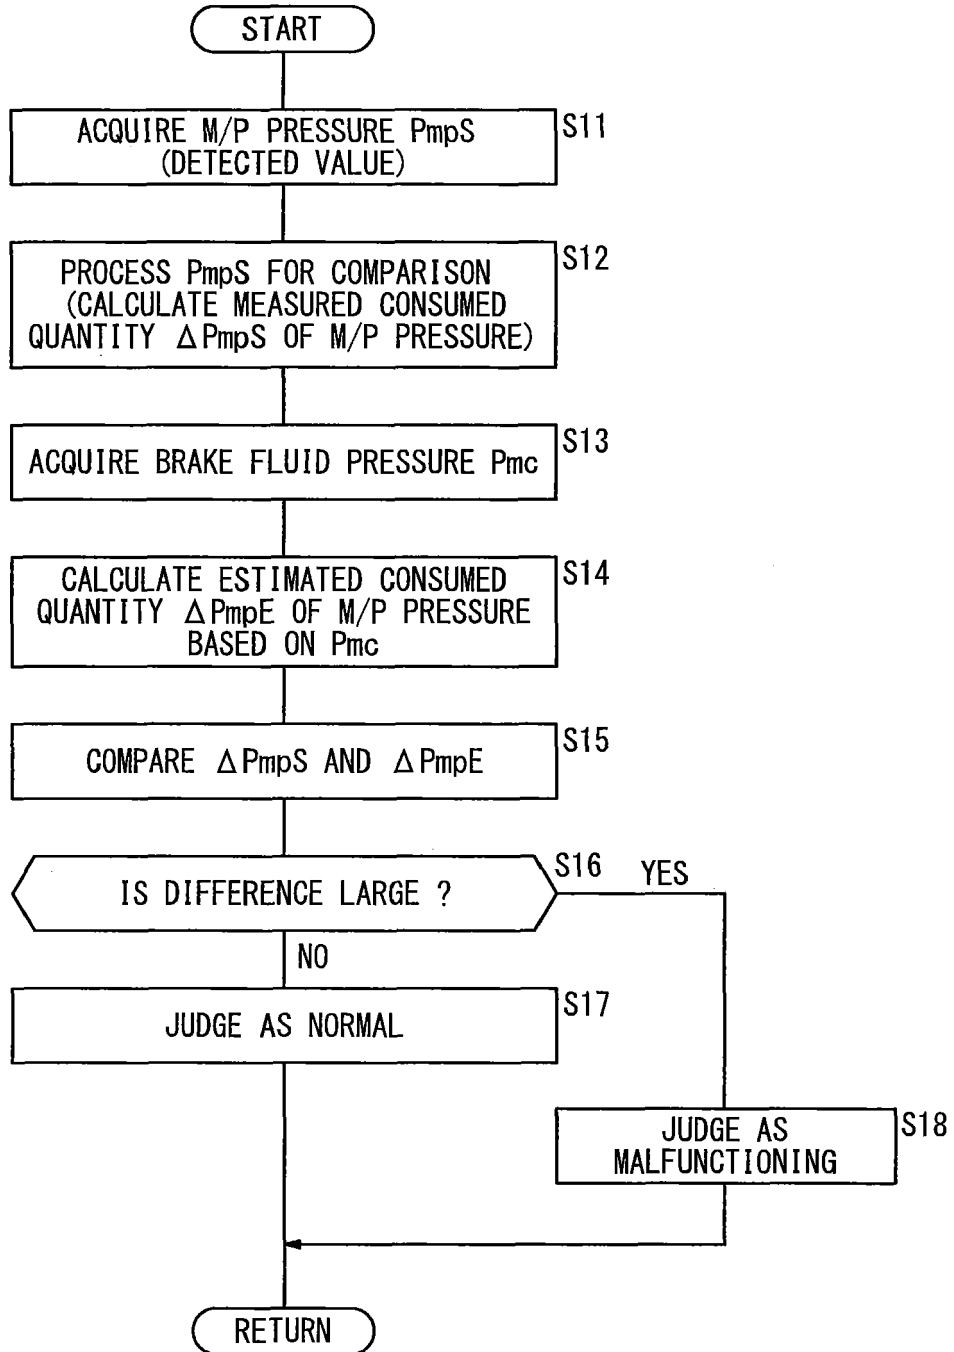 START
S11
ACQUIRE M/P PRESSURE PmpS
(DETECTED VALUE)
S12
PROCESS PmpS FOR COMPARISON
(CALCULATE MEASURED CONSUMED
QUANTITY ΔPmpS OF M/P PRESSURE)
S13
ACQUIRE BRAKE FLUID PRESSURE Pmc
S14
CALCULATE ESTIMATED CONSUMED
QUANTITY ΔPmpE OF M/P PRESSURE
BASED ON Pmc
S15
COMPARE ΔPmpS AND ΔPmpE
S16
YES
IS DIFFERENCE LARGE ?
NO
S17
JUDGE AS NORMAL
S18
JUDGE AS
MALFUNCTIONING
RETURN